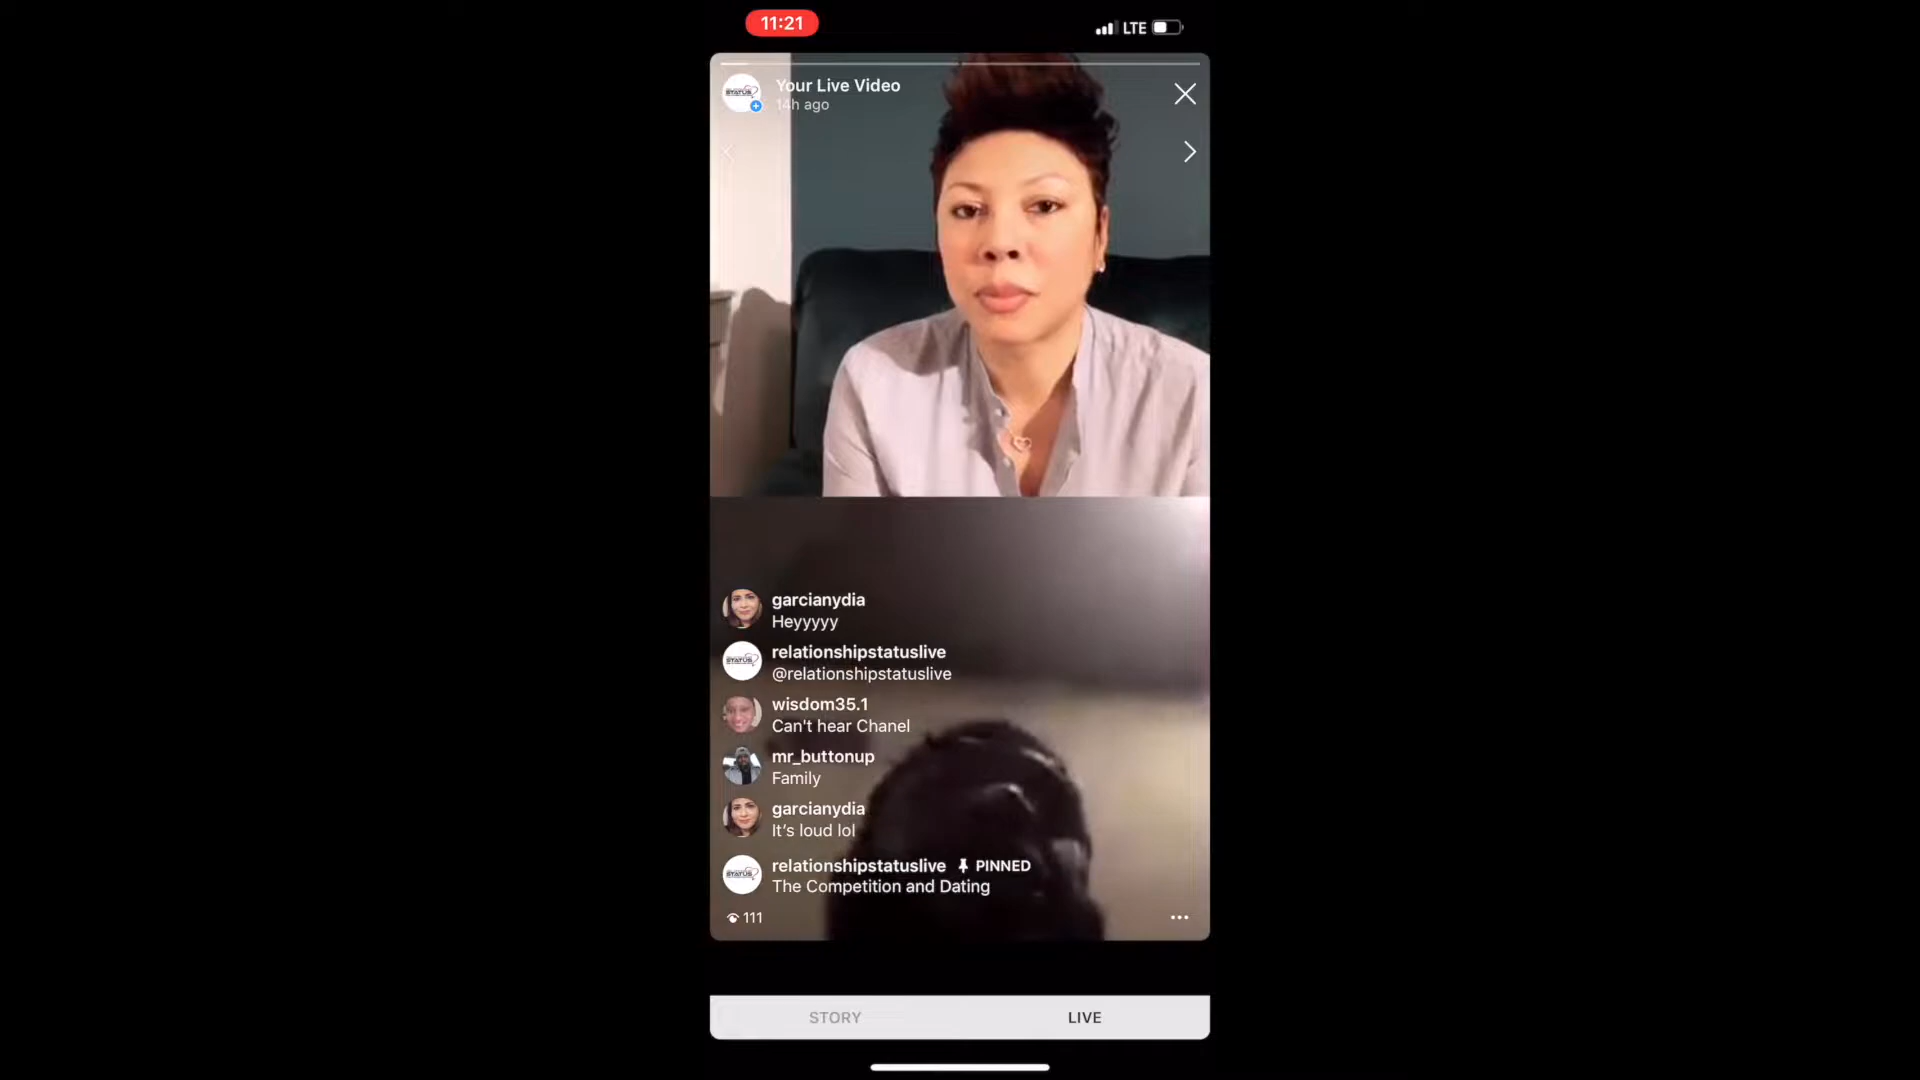 11:21
LTE
Your Live Video
14h ago
garcianydia
Heyyyyy
relationshipstatuslive
@relationshipstatuslive
wisdom35.1
Can't hear Chanel
mr_buttonup
Family
garcianydia
It's loud lol
relationshipstatuslive PINNED
The Competition and Dating
111
STORY
LIVE